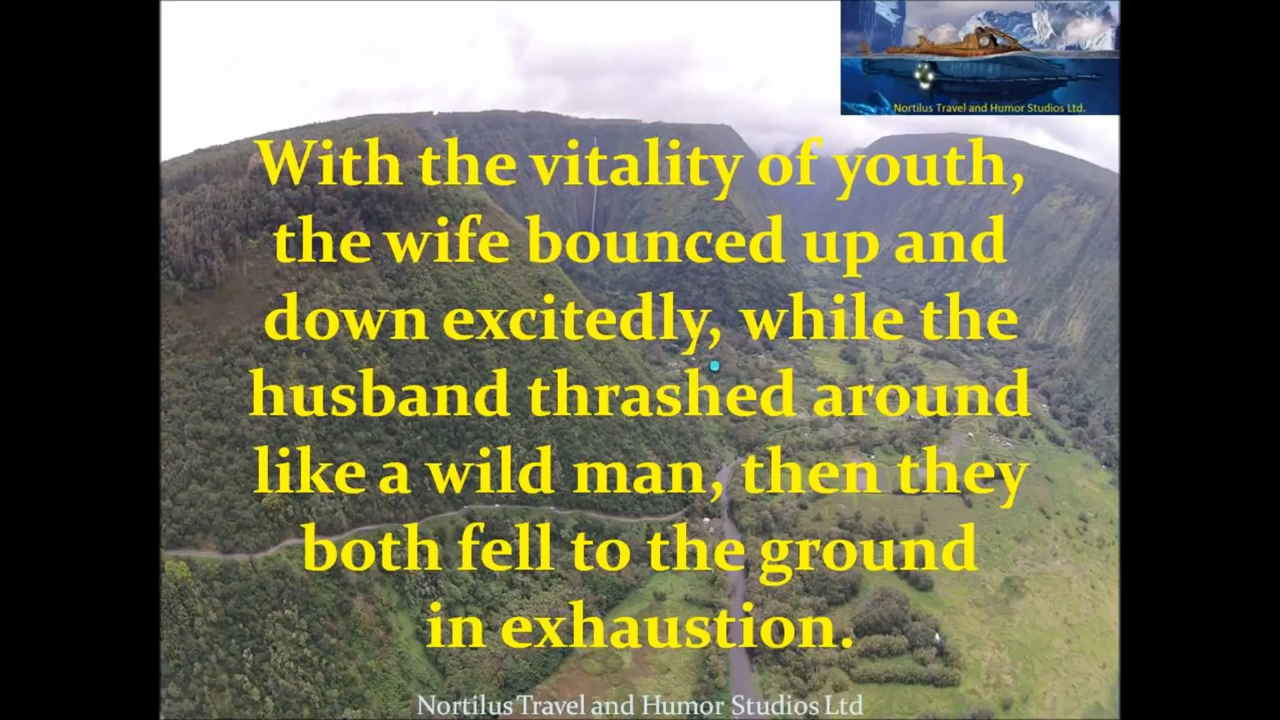 Nortilus Travel and Humor Studios Ltd.
With the vitality of youth,
the wife bounced up and
down excitedly, while the
husband thrashed around
like a wild man, then they
both fell to the ground
in exhaustion.
Nortilus Travel and Humor Studios Ltd